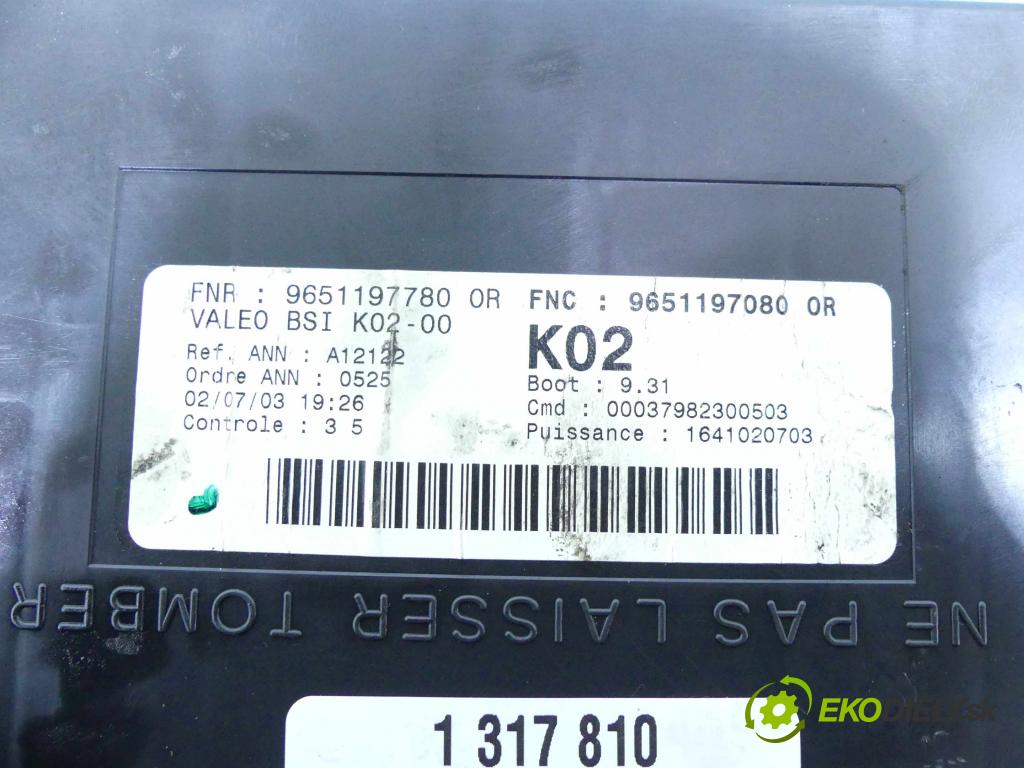 FNR : 9651197780 0R FNC : 9651197080 0R
VALEO BSI K02-00
K02
Ref. ANN : A12122
Ordre ANN : 0525
Boot : 9.31
02/07/03 19:26
Cmd : 00037982300503
Controle : 3 5
Puissance : 1641020703
NE PAS LAISSER TOMBER
1 317 810
EKODIELY.sk